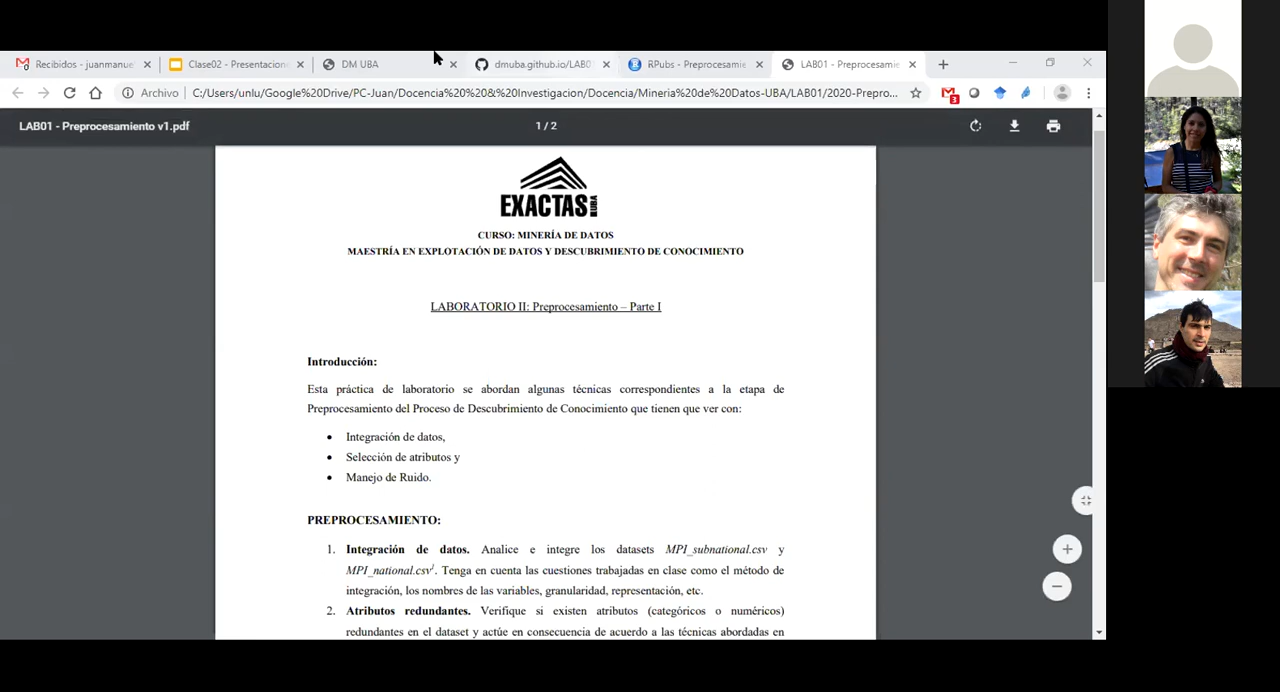 Recibidos - juanmanue
Clase02 - Presentacion
DM UBA
dmuba.github.io/LAB01
RPubs - Preprocesamie
LAB01 - Preprocesamie
Archivo
C:/Users/unlu/Google%20Drive/PC-Juan/Docencia%20%20&%20Investigacion/Docencia/Mineria%20de%20Datos-UBA/LAB01/2020-Prepro...
3
LAB01 - Preprocesamiento v1.pdf
1 / 2
EXACTAS UBA
CURSO: MINERÍA DE DATOS
MAESTRÍA EN EXPLOTACIÓN DE DATOS Y DESCUBRIMIENTO DE CONOCIMIENTO
LABORATORIO II: Preprocesamiento – Parte I
Introducción:
Esta práctica de laboratorio se abordan algunas técnicas correspondientes a la etapa de
Preprocesamiento del Proceso de Descubrimiento de Conocimiento que tienen que ver con:
• Integración de datos,
• Selección de atributos y
• Manejo de Ruido.
PREPROCESAMIENTO:
1. Integración de datos. Analice e integre los datasets MPI_subnational.csv y
MPI_national.csv¹. Tenga en cuenta las cuestiones trabajadas en clase como el método de
integración, los nombres de las variables, granularidad, representación, etc.
2. Atributos redundantes. Verifique si existen atributos (categóricos o numéricos)
redundantes en el dataset y actúe en consecuencia de acuerdo a las técnicas abordadas en